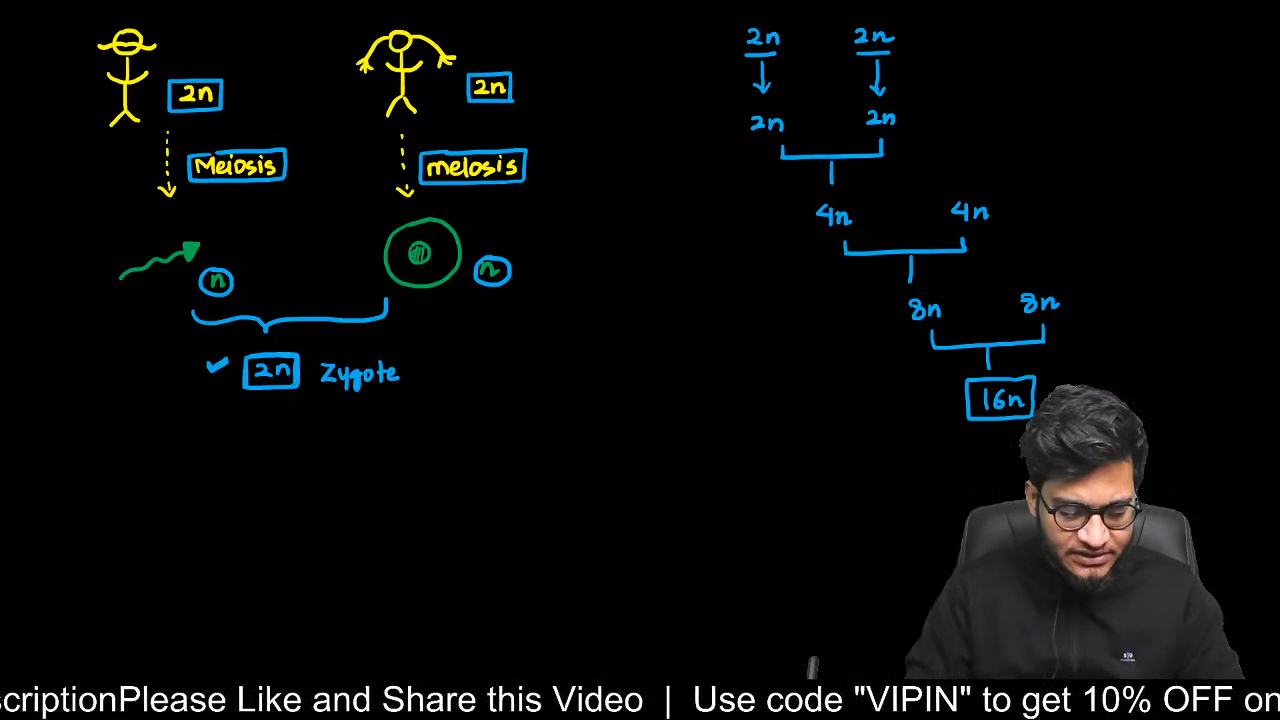 2n
2n
Meiosis
meiosis
n
n
2n Zygote
2n 2n
2n 2n
4n 4n
8n 8n
16n
scriptionPlease Like and Share this Video | Use code "VIPIN" to get 10% OFF on